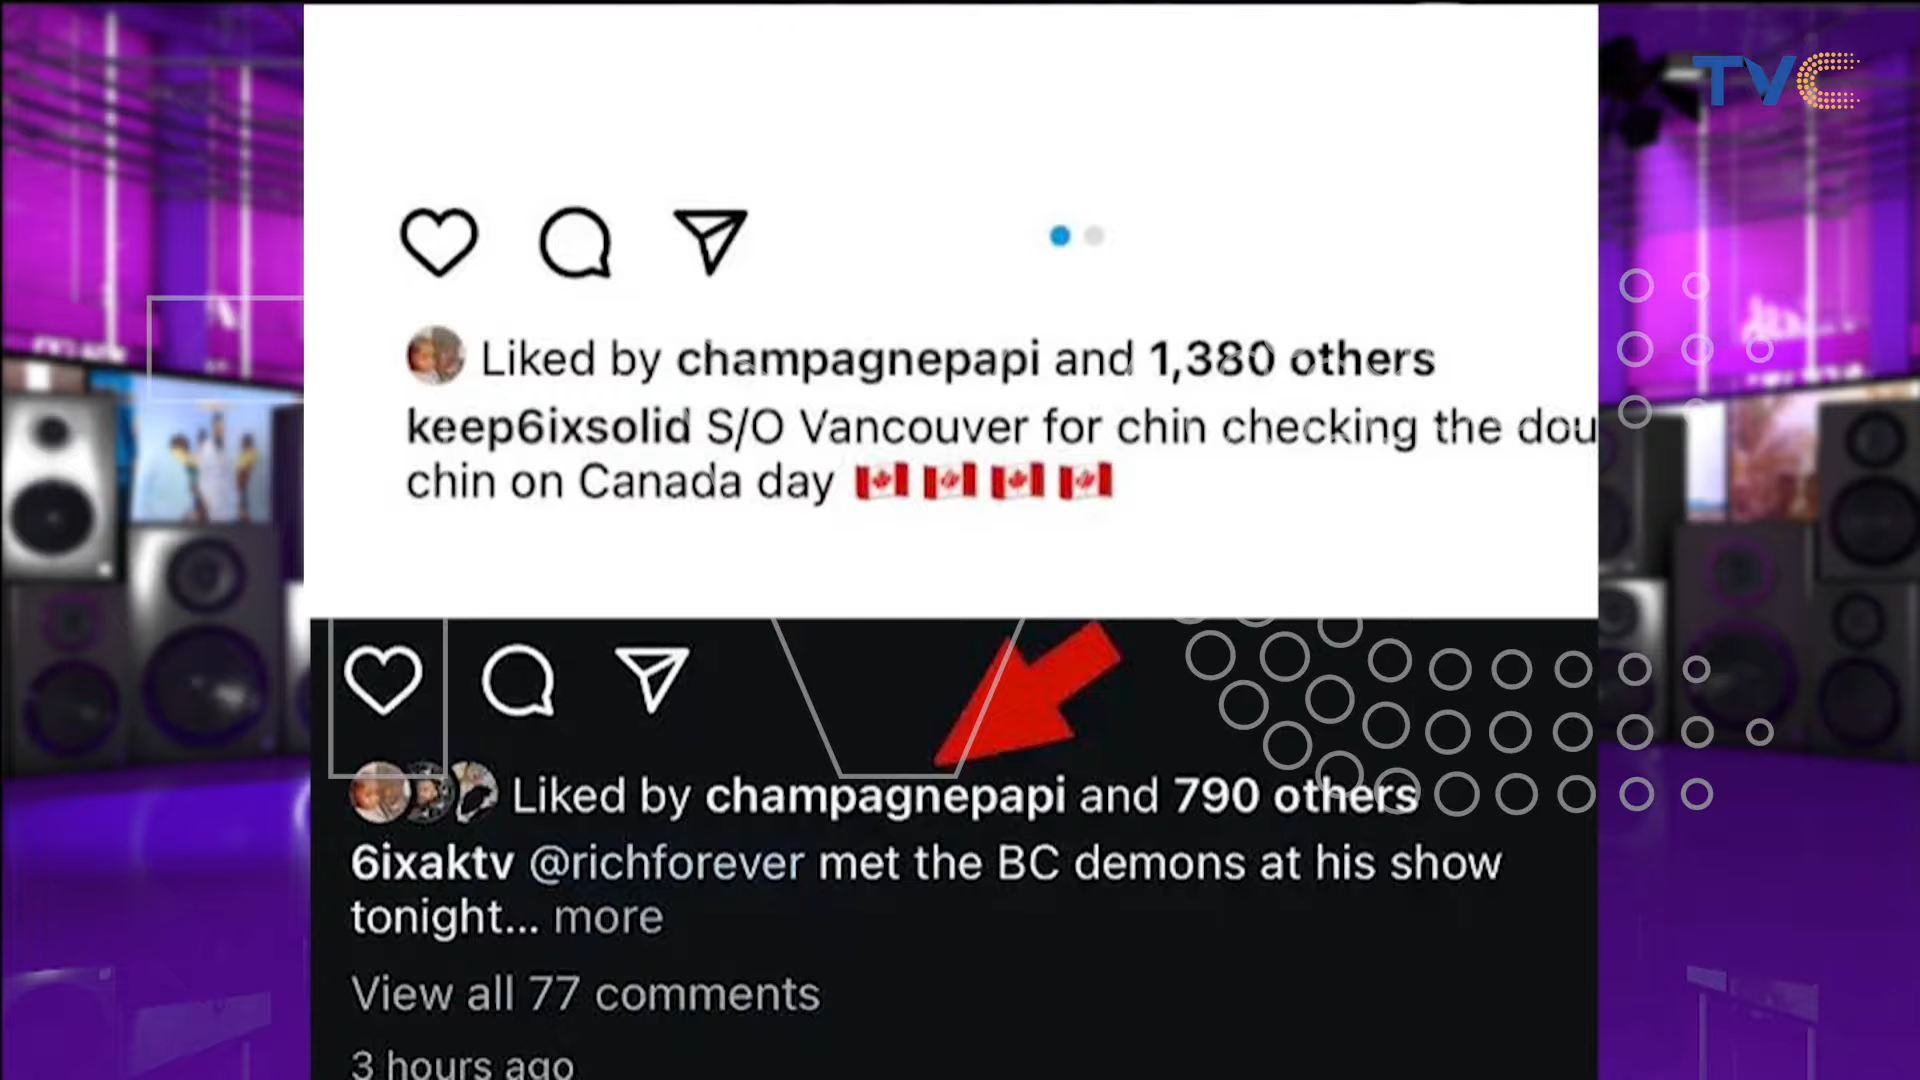 TVC
Liked by champagnepapi and 1,380 others
keep6ixsolid S/O Vancouver for chin checking the dou
chin on Canada day 🇨🇦 🇨🇦 🇨🇦 🇨🇦
Liked by champagnepapi and 790 others
6ixaktv @richforever met the BC demons at his show
tonight... more
View all 77 comments
3 hours ago